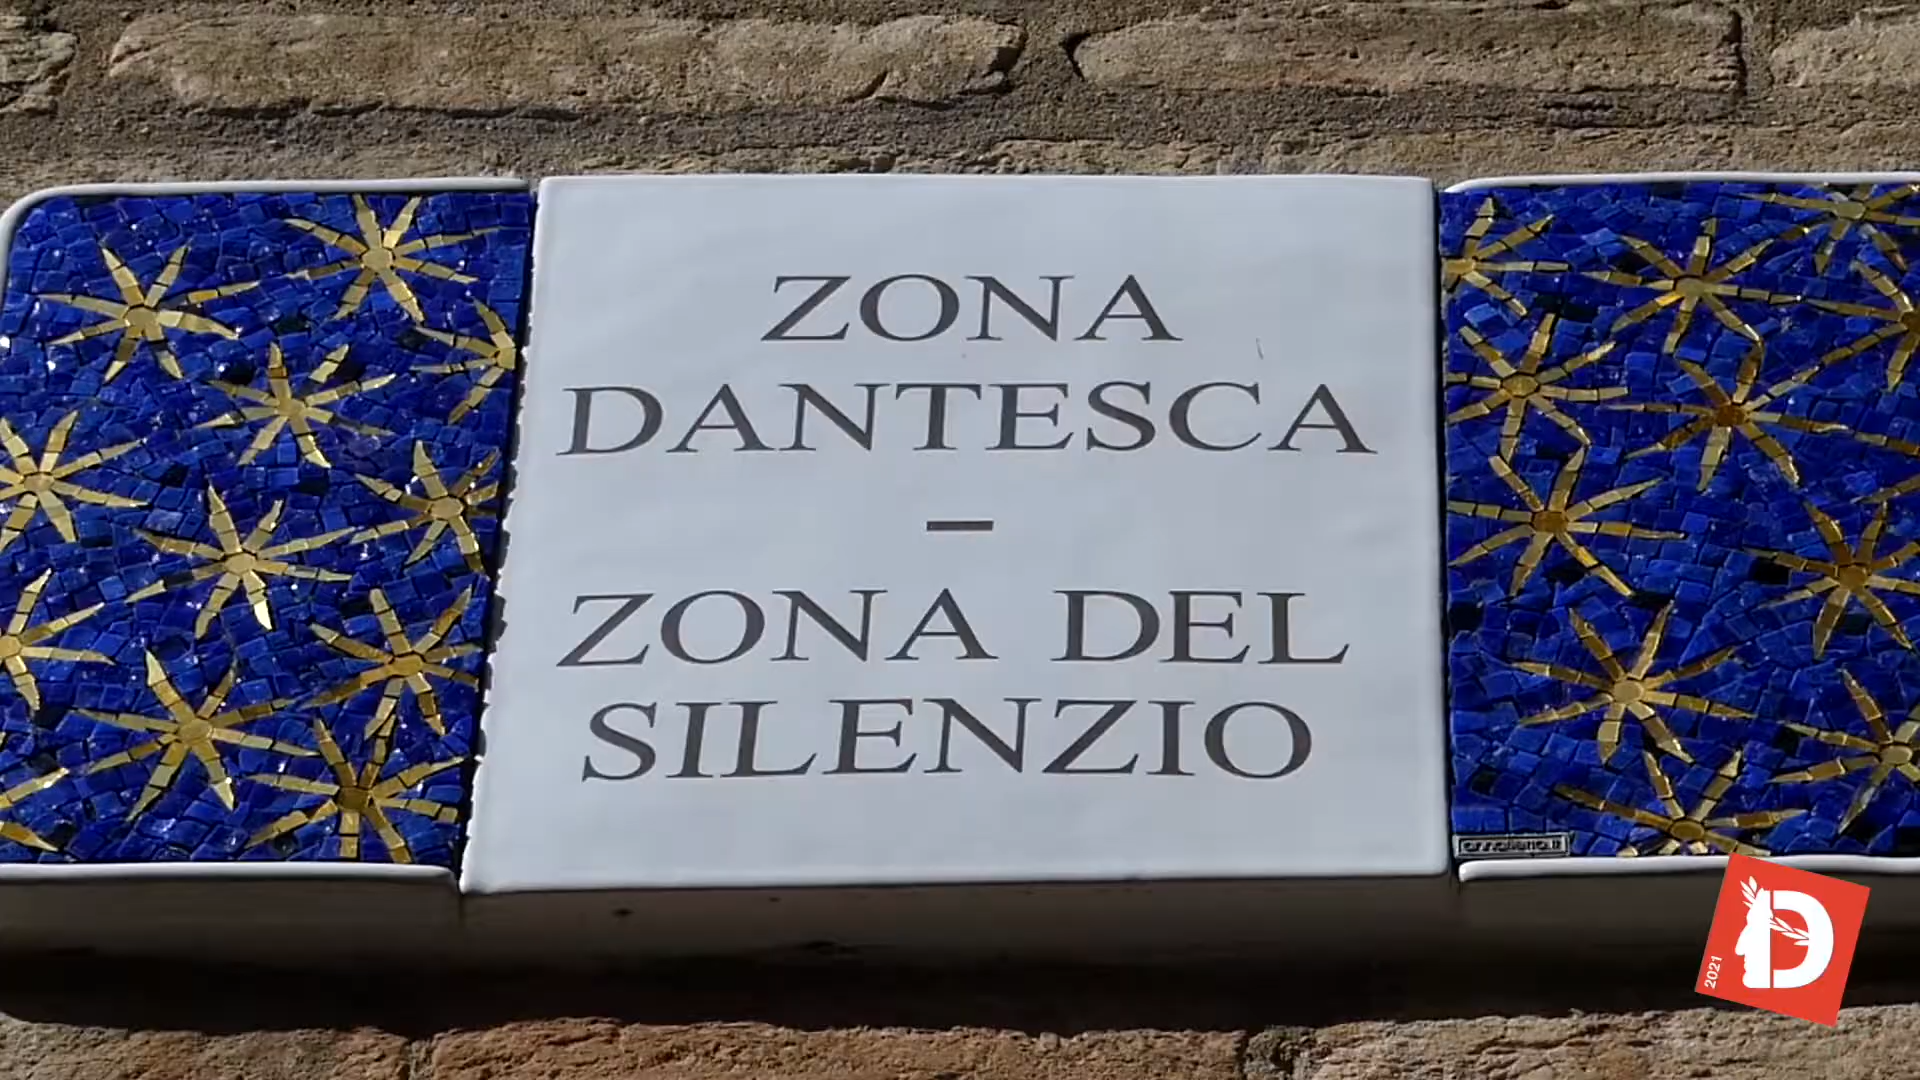 ZONA
DANTESCA
–
ZONA DEL
SILENZIO
2021
D